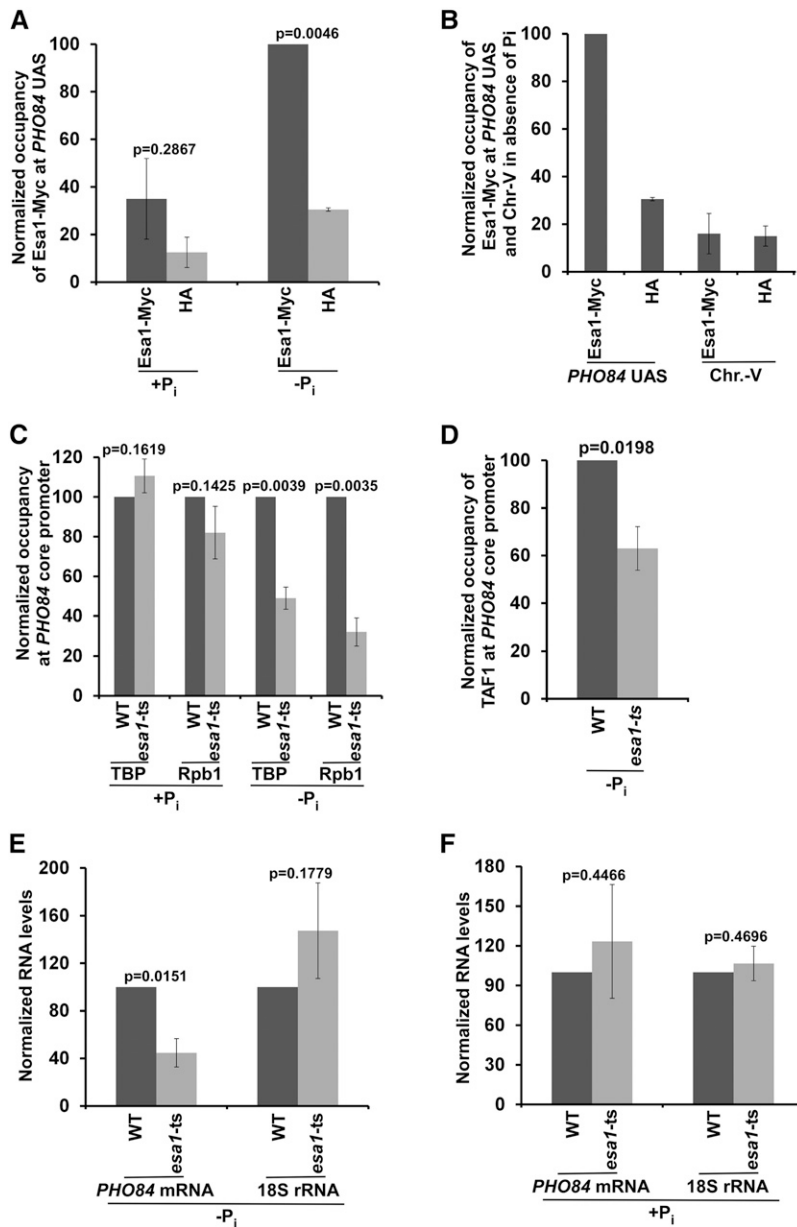 A
Normalized occupancy
of Esa1-Myc at PHO84 UAS
100
80
60
40
20
0
p=0.2867
p=0.0046
Esa1-Myc
HA
Esa1-Myc
HA
+Pi
-Pi
B
Normalized occupancy of
Esa1-Myc at PHO84 UAS
and Chr-V in absence of Pi
100
80
60
40
20
0
Esa1-Myc
HA
Esa1-Myc
HA
PHO84 UAS
Chr.-V
C
Normalized occupancy
at PHO84 core promoter
120
100
80
60
40
20
0
p=0.1619
p=0.1425
p=0.0039
p=0.0035
WT
esa1-ts
WT
esa1-ts
WT
esa1-ts
WT
esa1-ts
TBP
Rpb1
TBP
Rpb1
+Pi
-Pi
D
Normalized occupancy of
TAF1 at PHO84 core promoter
100
80
60
40
20
0
p=0.0198
WT
esa1-ts
-Pi
E
Normalized RNA levels
200
160
120
80
40
0
p=0.0151
p=0.1779
WT
esa1-ts
WT
esa1-ts
PHO84 mRNA
18S rRNA
-Pi
F
Normalized RNA levels
180
150
120
90
60
30
0
p=0.4466
p=0.4696
WT
esa1-ts
WT
esa1-ts
PHO84 mRNA
18S rRNA
+Pi